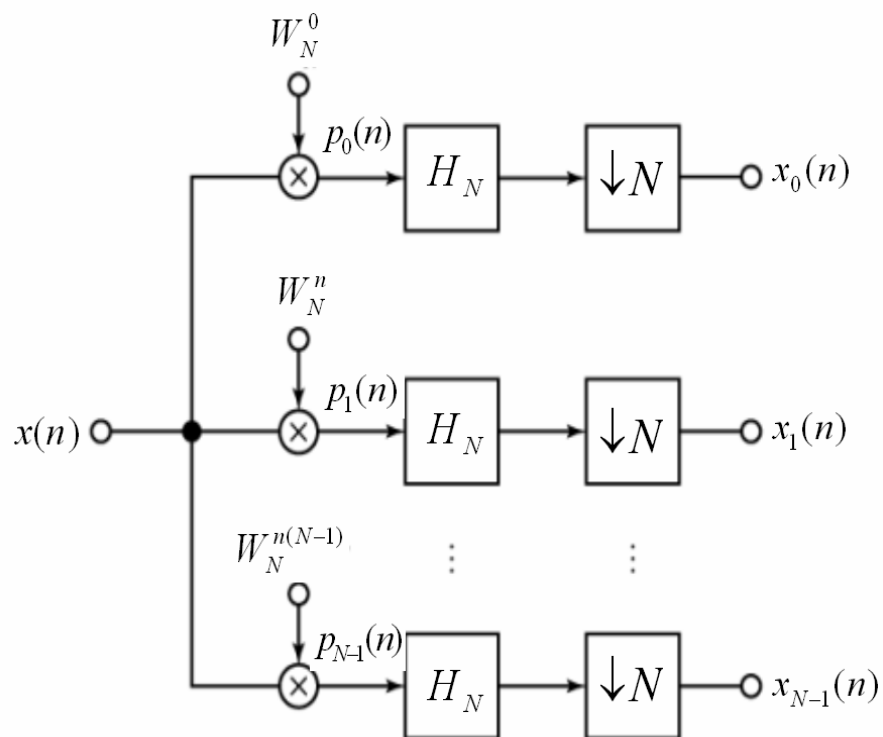 W_N^0
p_0(n)
H_N
↓N
x_0(n)
W_N^n
p_1(n)
x(n)
H_N
↓N
x_1(n)
W_N^{n(N-1)}
⋮
⋮
p_{N-1}(n)
H_N
↓N
x_{N-1}(n)